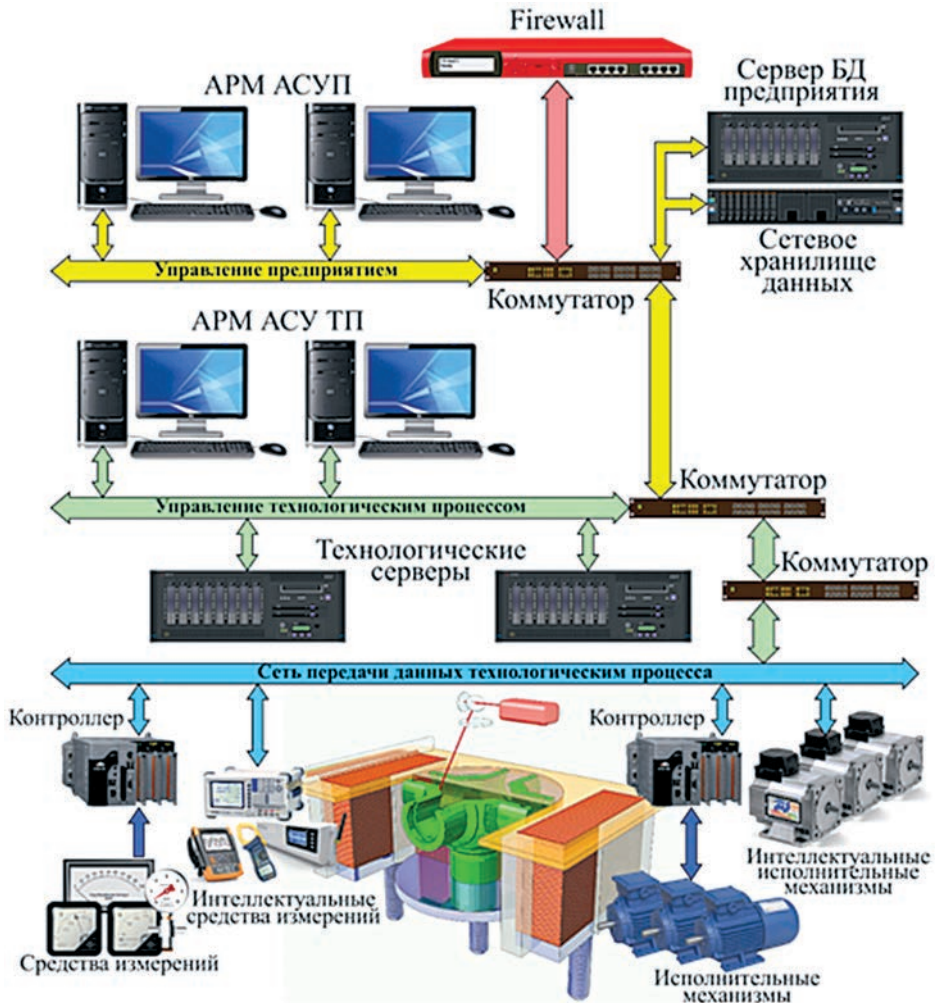 Firewall
АРМ АСУП
Сервер БД
предприятия
Управление предприятием
Коммутатор
Сетевое
хранилище
данных
АРМ АСУ ТП
Коммутатор
Управление технологическим процессом
Технологические
серверы
Коммутатор
Сеть передачи данных технологическим процесса
Контроллер
Контроллер
Интеллектуальные
средства измерений
Интеллектуальные
исполнительные
механизмы
Средства измерений
Исполнительные
механизмы